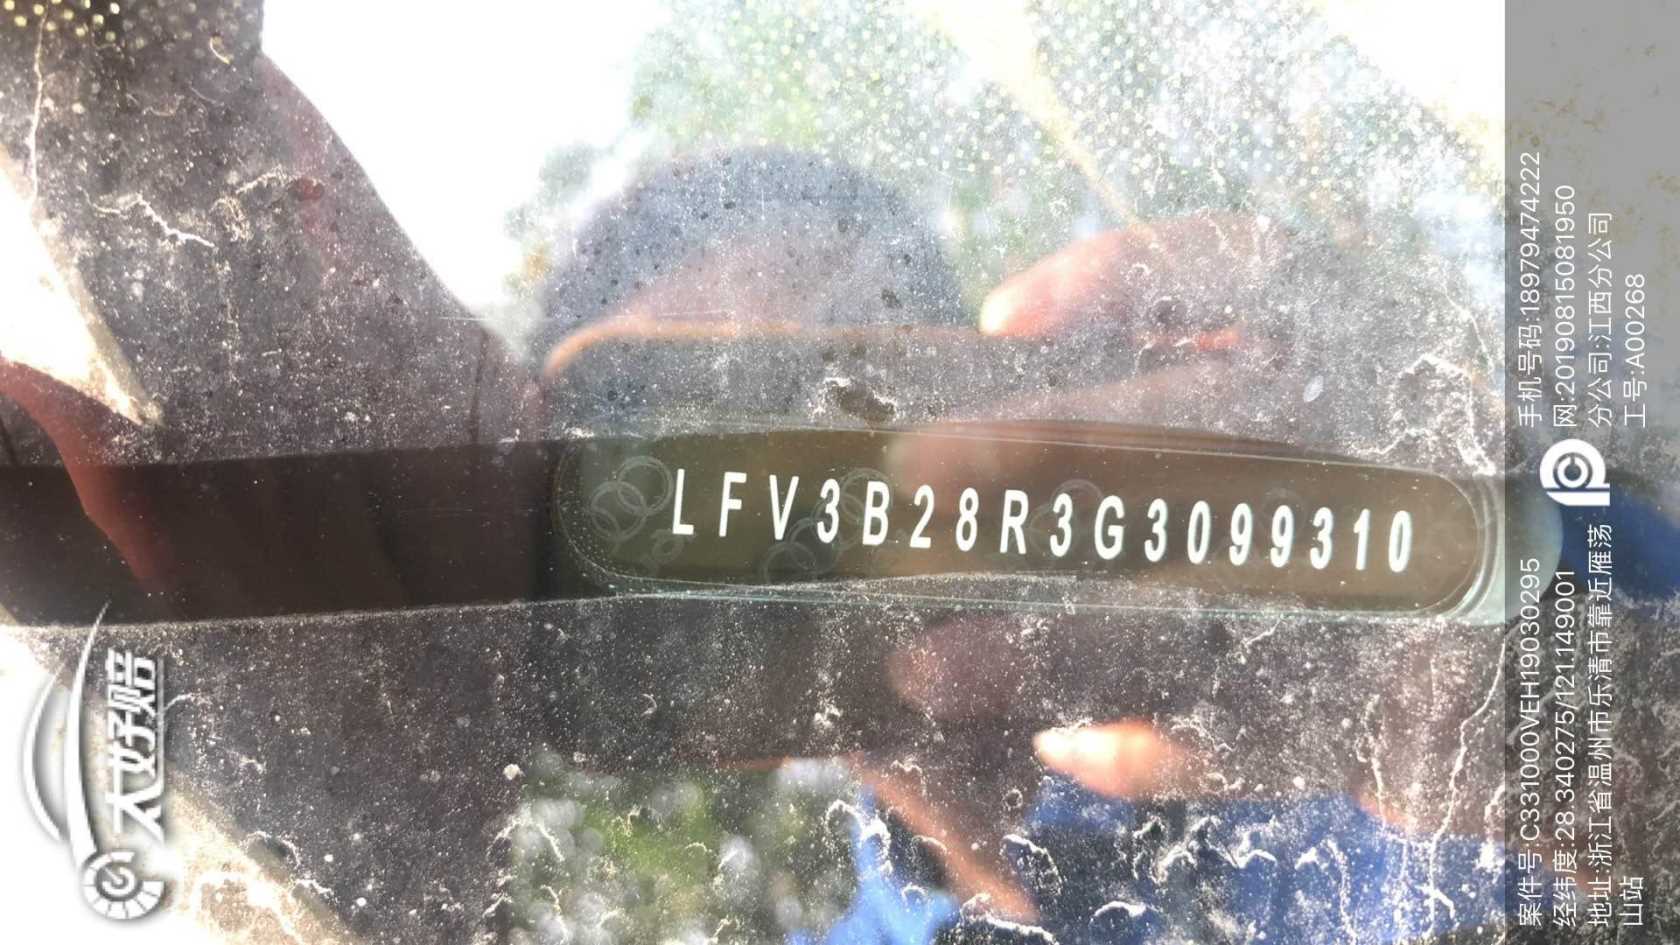 LFV3B28R3G3099310
太好赔
案件号:C331000VEH19030295
经纬度:28.340275/121.149001
地址:浙江省温州市乐清市靠近雁荡
山站
手机号码:18979474222
网:20190815081950
分公司:江西分公司
工号:A00268